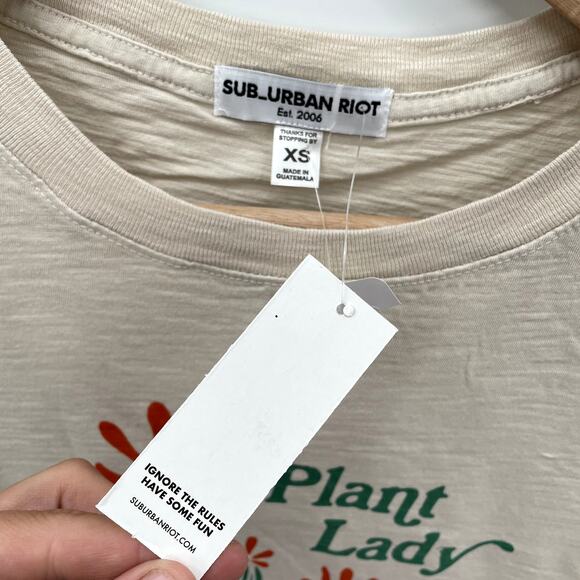 SUB_URBAN RIOT
Est. 2006
THANKS FOR
STOPPING BY
XS
MADE IN
GUATEMALA
IGNORE THE RULES
HAVE SOME FUN
SUBURBANRIOT.COM
Plant
Lady